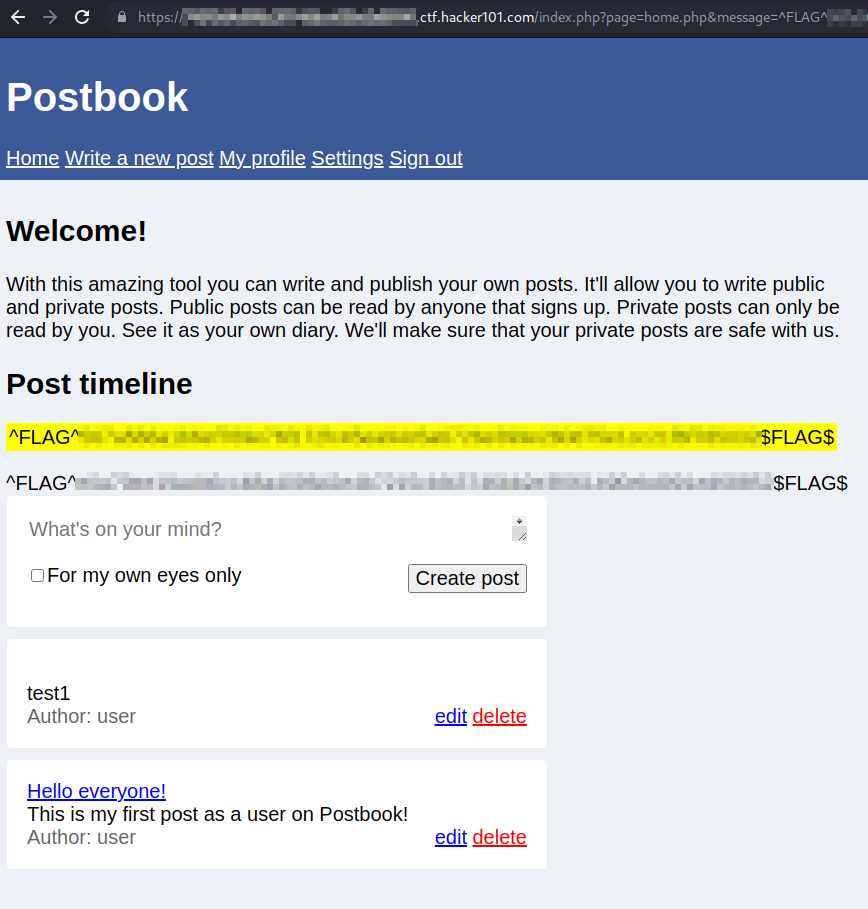 https:// .ctf.hacker101.com/index.php?page=home.php&message=^FLAG^
Postbook
Home Write a new post My profile Settings Sign out
Welcome!
With this amazing tool you can write and publish your own posts. It'll allow you to write public
and private posts. Public posts can be read by anyone that signs up. Private posts can only be
read by you. See it as your own diary. We'll make sure that your private posts are safe with us.
Post timeline
^FLAG^ $FLAG$
^FLAG^ $FLAG$
What's on your mind?
For my own eyes only Create post
test1
Author: user edit delete
Hello everyone!
This is my first post as a user on Postbook!
Author: user edit delete